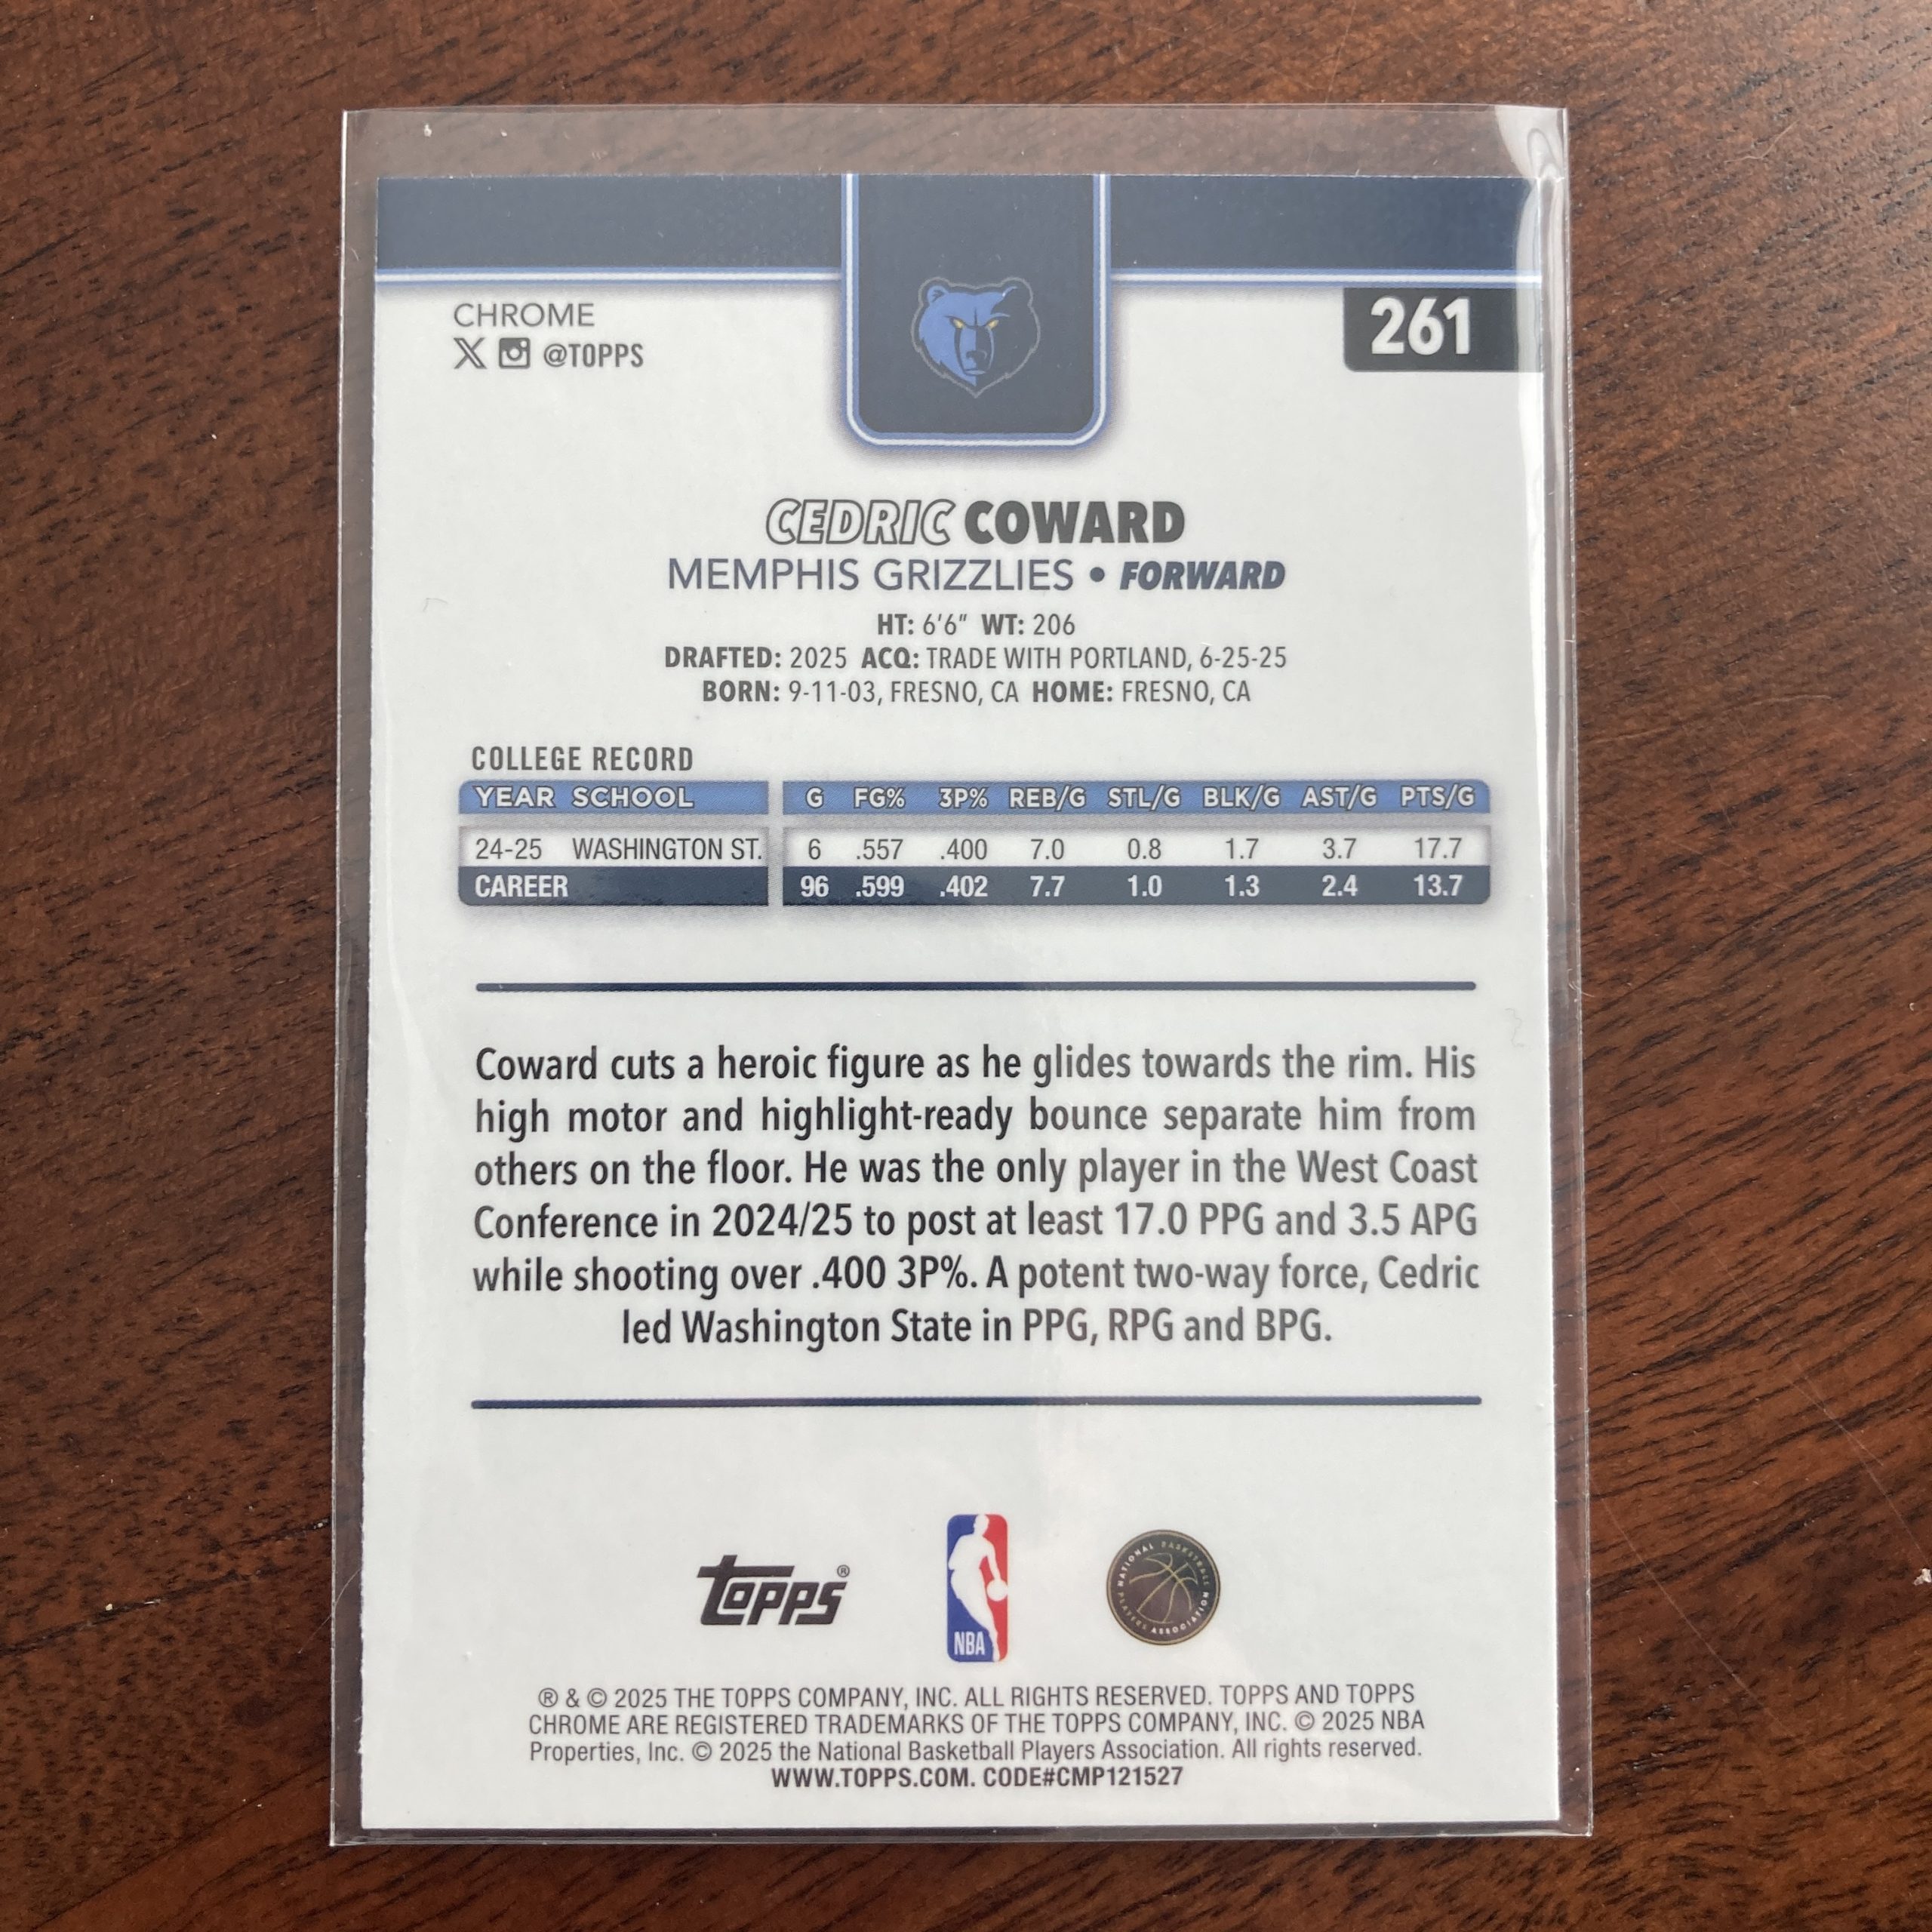 CHROME
X @TOPPS
261
CEDRIC COWARD
MEMPHIS GRIZZLIES • FORWARD
HT: 6'6" WT: 206
DRAFTED: 2025 ACQ: TRADE WITH PORTLAND, 6-25-25
BORN: 9-11-03, FRESNO, CA HOME: FRESNO, CA
COLLEGE RECORD
YEAR SCHOOL G FG% 3P% REB/G STL/G BLK/G AST/G PTS/G
24-25 WASHINGTON ST. 6 .557 .400 7.0 0.8 1.7 3.7 17.7
CAREER 96 .599 .402 7.7 1.0 1.3 2.4 13.7
Coward cuts a heroic figure as he glides towards the rim. His
high motor and highlight-ready bounce separate him from
others on the floor. He was the only player in the West Coast
Conference in 2024/25 to post at least 17.0 PPG and 3.5 APG
while shooting over .400 3P%. A potent two-way force, Cedric
led Washington State in PPG, RPG and BPG.
topps®
NBA
NATIONAL BASKETBALL PLAYERS ASSOCIATION
® & © 2025 THE TOPPS COMPANY, INC. ALL RIGHTS RESERVED. TOPPS AND TOPPS
CHROME ARE REGISTERED TRADEMARKS OF THE TOPPS COMPANY, INC. © 2025 NBA
Properties, Inc. © 2025 the National Basketball Players Association. All rights reserved.
WWW.TOPPS.COM. CODE#CMP121527